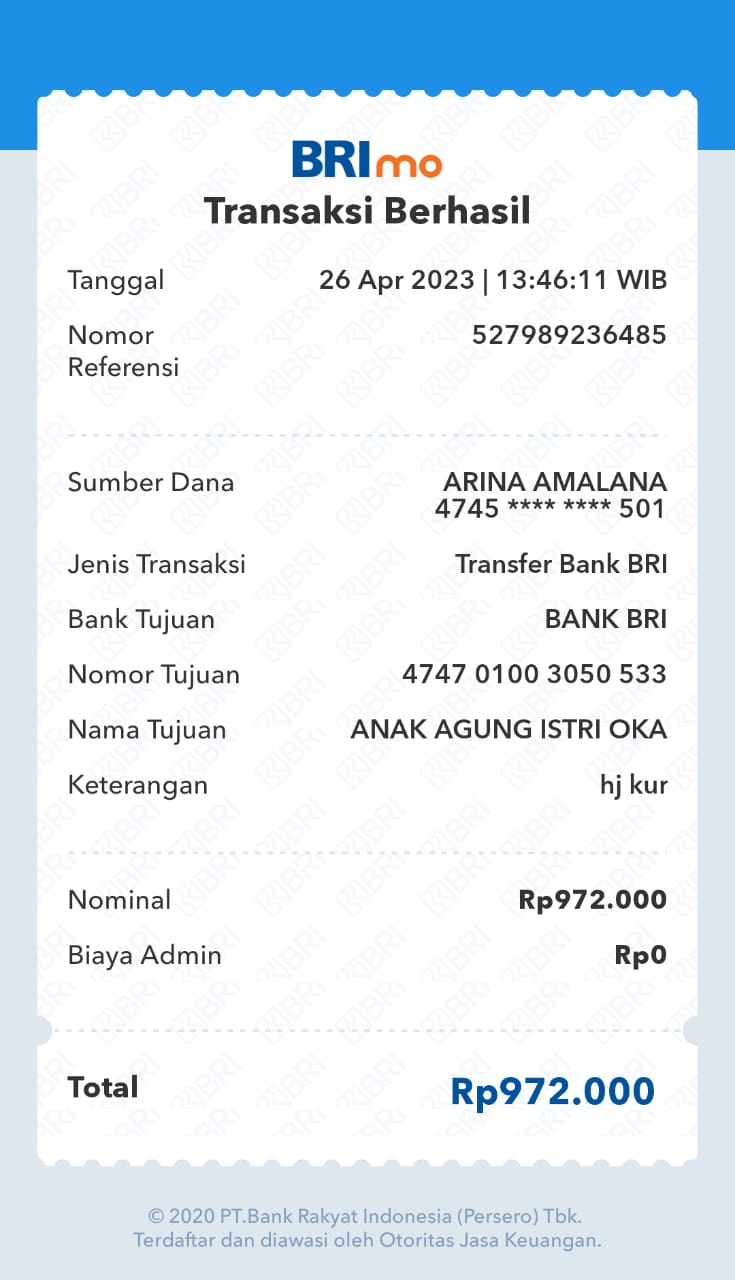 BRImo
Transaksi Berhasil
Tanggal 26 Apr 2023 | 13:46:11 WIB
Nomor Referensi 527989236485
Sumber Dana ARINA AMALANA
4745 **** **** 501
Jenis Transaksi Transfer Bank BRI
Bank Tujuan BANK BRI
Nomor Tujuan 4747 0100 3050 533
Nama Tujuan ANAK AGUNG ISTRI OKA
Keterangan hj kur
Nominal Rp972.000
Biaya Admin Rp0
Total Rp972.000
© 2020 PT.Bank Rakyat Indonesia (Persero) Tbk.
Terdaftar dan diawasi oleh Otoritas Jasa Keuangan.